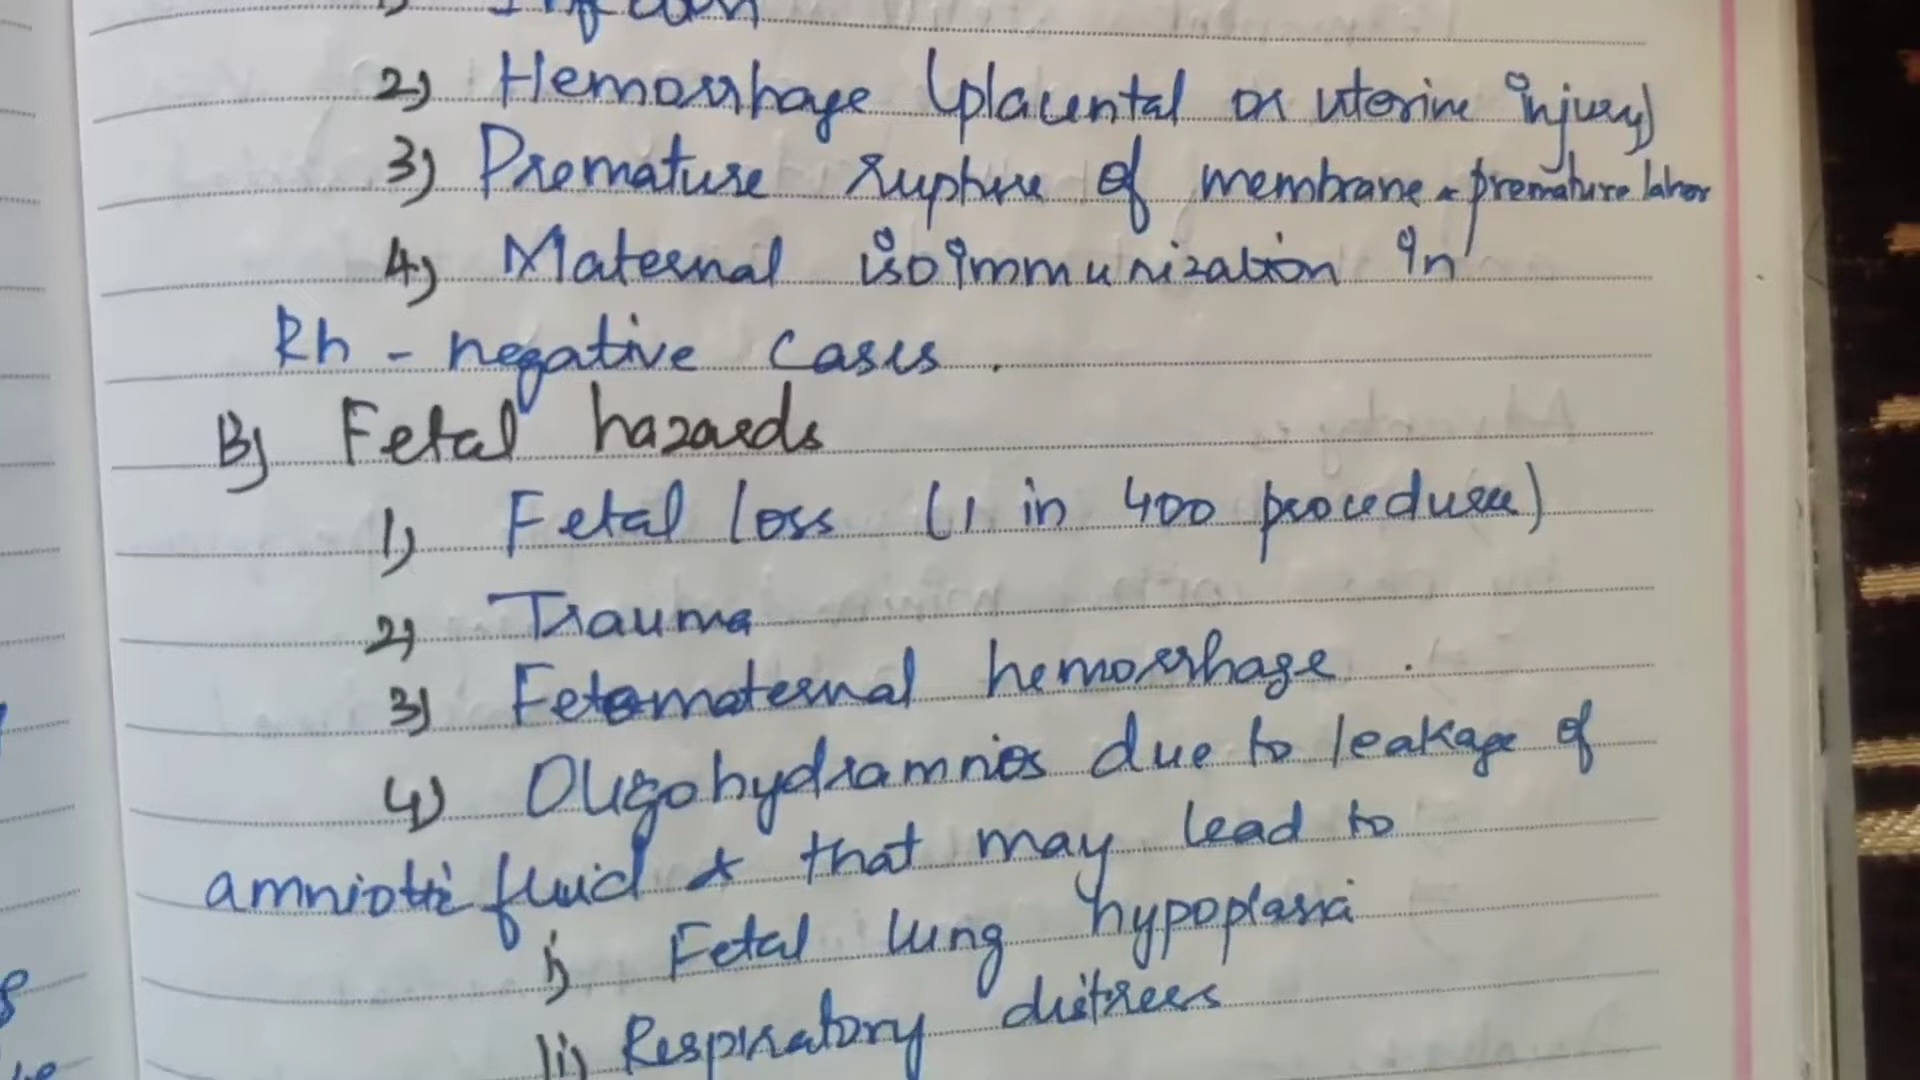 1) Infection
2) Hemorrhage (placental or uterine injury)
3) Premature rupture of membrane & premature labor
4) Maternal isoimmunization in
Rh - negative cases.
B) Fetal hazards
1) Fetal loss (1 in 400 procedures)
2) Trauma
3) Fetomaternal hemorrhage.
4) Oligohydramnios due to leakage of
amniotic fluid & that may lead to
i) Fetal lung hypoplasia
ii) Respiratory distress